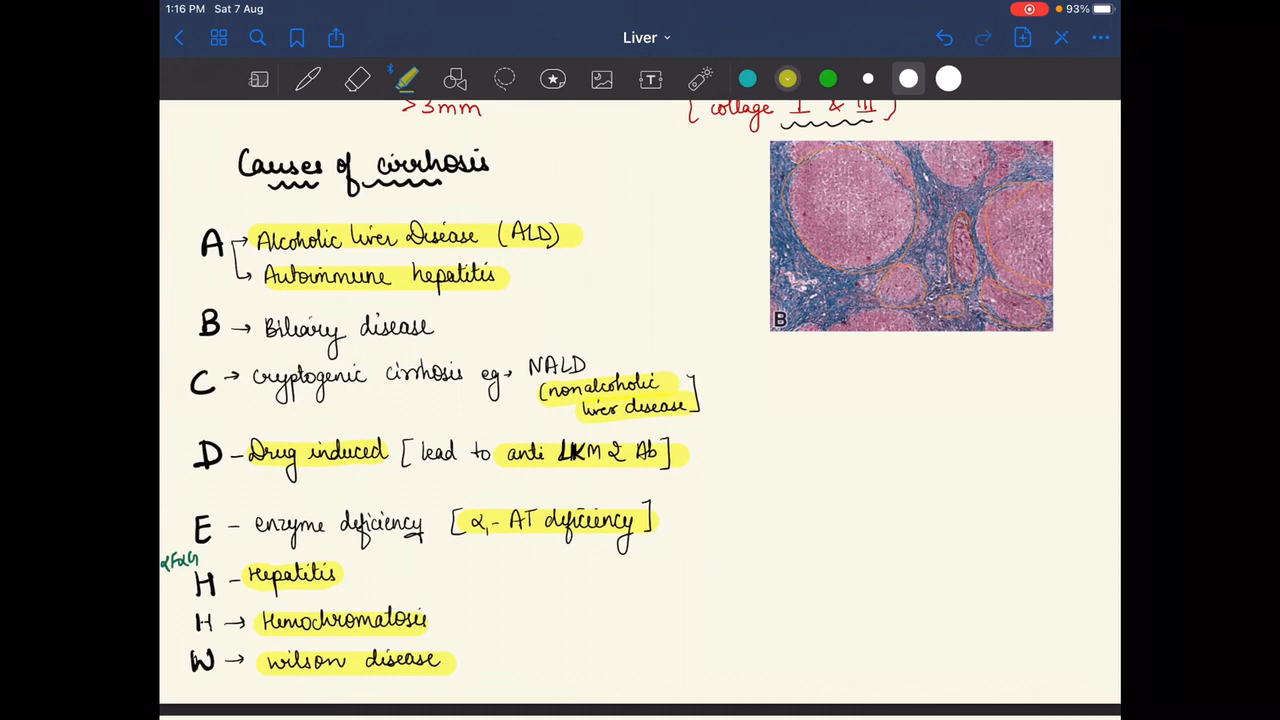 1:16 PM Sat 7 Aug
93%
Liver
>3mm
[ collage I & III ]
Causes of cirrhosis
A → Alcoholic liver Disease (ALD)
→ Autoimmune hepatitis
B → Biliary disease
C → cryptogenic cirrhosis eg → NALD
(nonalcoholic
liver disease]
D - Drug induced [lead to anti LKM 2 Ab]
E - enzyme deficiency [α₁- AT deficiency]
H - Hepatitis
H → Hemochromatosis
W → wilson disease
B